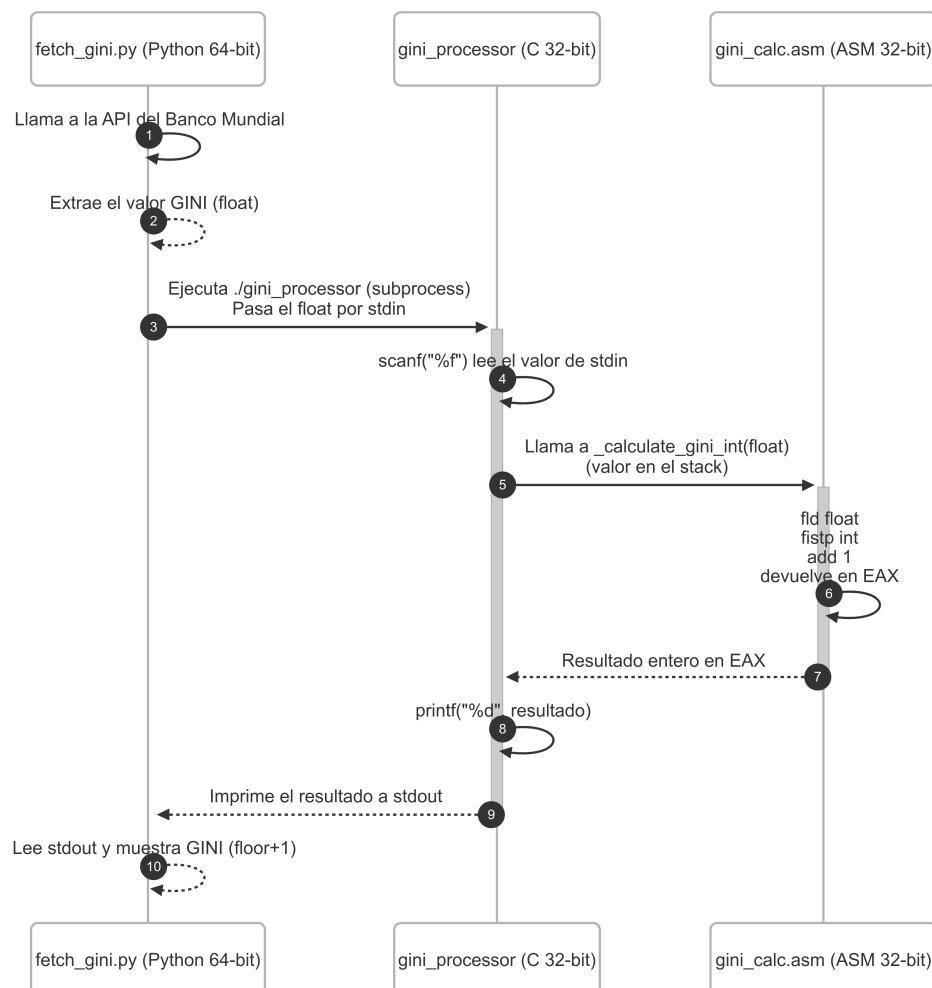 fetch_gini.py (Python 64-bit)
gini_processor (C 32-bit)
gini_calc.asm (ASM 32-bit)
Llama a la API del Banco Mundial
1
Extrae el valor GINI (float)
2
Ejecuta ./gini_processor (subprocess)
Pasa el float por stdin
3
scanf("%f") lee el valor de stdin
4
Llama a _calculate_gini_int(float)
(valor en el stack)
5
fld float
fistp int
add 1
devuelve en EAX
6
Resultado entero en EAX
7
printf("%d", resultado)
8
Imprime el resultado a stdout
9
Lee stdout y muestra GINI (floor+1)
10
fetch_gini.py (Python 64-bit)
gini_processor (C 32-bit)
gini_calc.asm (ASM 32-bit)